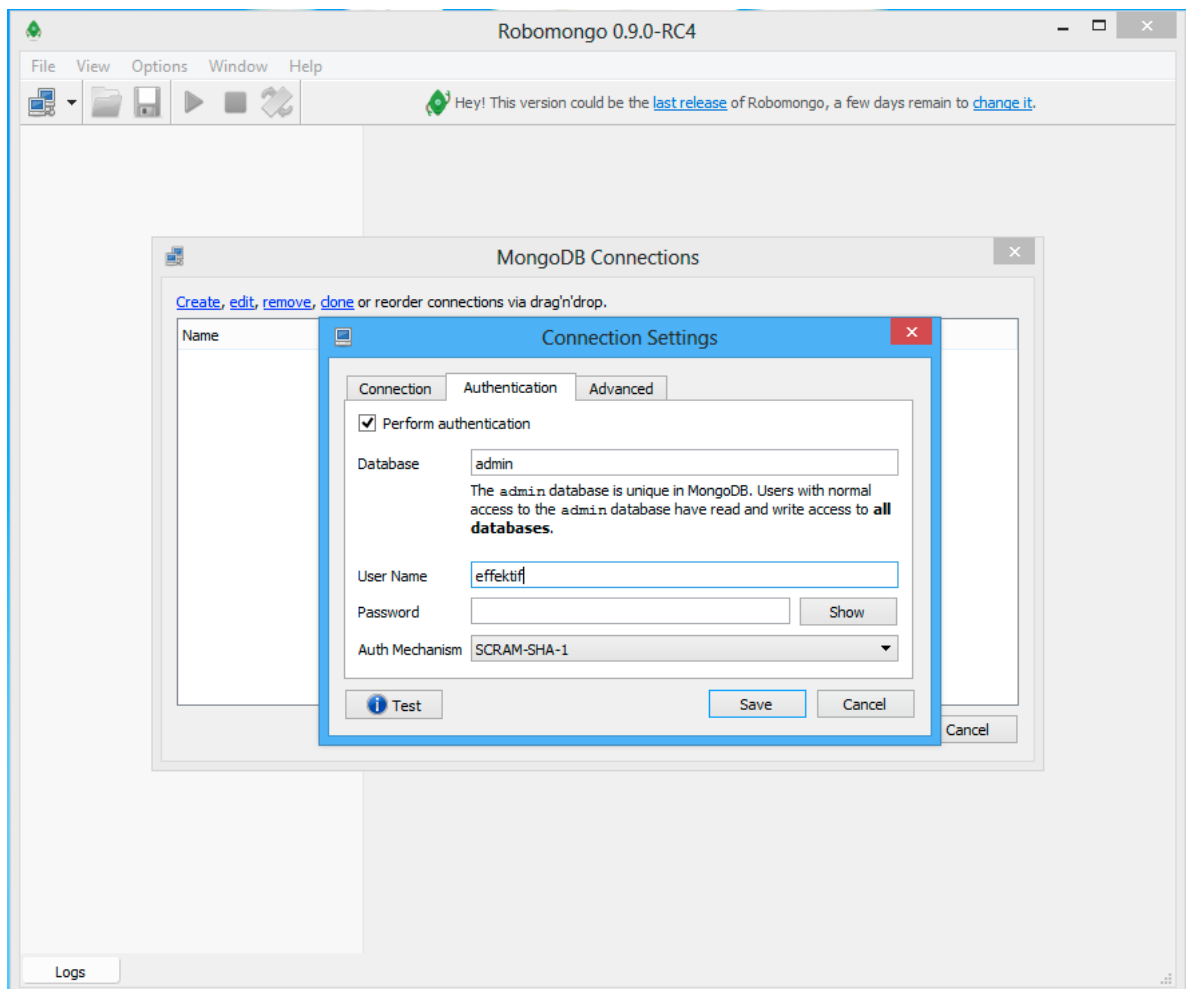 Robomongo 0.9.0-RC4
File View Options Window Help
Hey! This version could be the last release of Robomongo, a few days remain to change it.
MongoDB Connections
Create, edit, remove, clone or reorder connections via drag'n'drop.
Name
Connection Settings
Connection Authentication Advanced
Perform authentication
Database admin
The admin database is unique in MongoDB. Users with normal
access to the admin database have read and write access to all
databases.
User Name effektif
Password Show
Auth Mechanism SCRAM-SHA-1
Test Save Cancel
Cancel
Logs